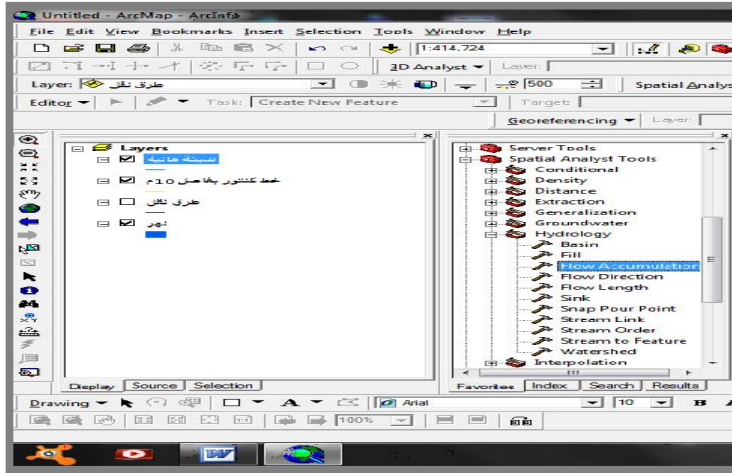 Untitled - ArcMap - ArcInfo
File Edit View Bookmarks Insert Selection Tools Window Help
1:414,724
3D Analyst Layer:
Layer: طرق نقل 500 Spatial Analys
Editor Task: Create New Feature Target:
Georeferencing Layer:
Layers
شبكة مائية
خط كنتور بفاصل 10م
طرق نقل
نهر
Display Source Selection
Server Tools
Spatial Analyst Tools
Conditional
Density
Distance
Extraction
Generalization
Groundwater
Hydrology
Basin
Fill
Flow Accumulation
Flow Direction
Flow Length
Sink
Snap Pour Point
Stream Link
Stream Order
Stream to Feature
Watershed
Interpolation
Favorites Index Search Results
Drawing A Arial 10 B
100%